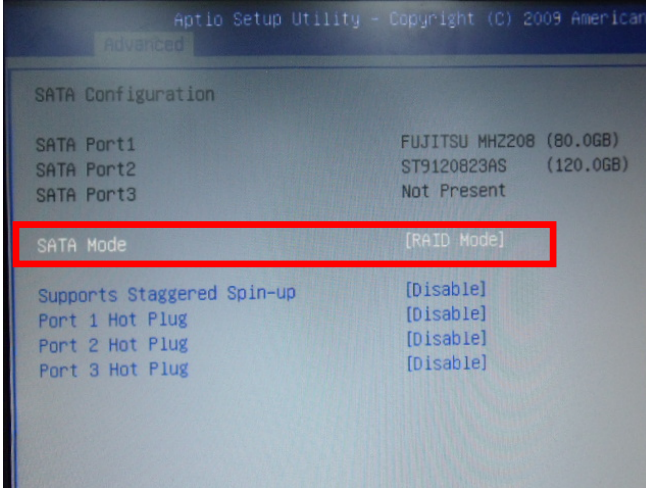 Aptio Setup Utility - Copyright (C) 2009 American
Advanced
SATA Configuration
SATA Port1 FUJITSU MHZ208 (80.0GB)
SATA Port2 ST9120823AS (120.0GB)
SATA Port3 Not Present
SATA Mode [RAID Mode]
Supports Staggered Spin-up [Disable]
Port 1 Hot Plug [Disable]
Port 2 Hot Plug [Disable]
Port 3 Hot Plug [Disable]